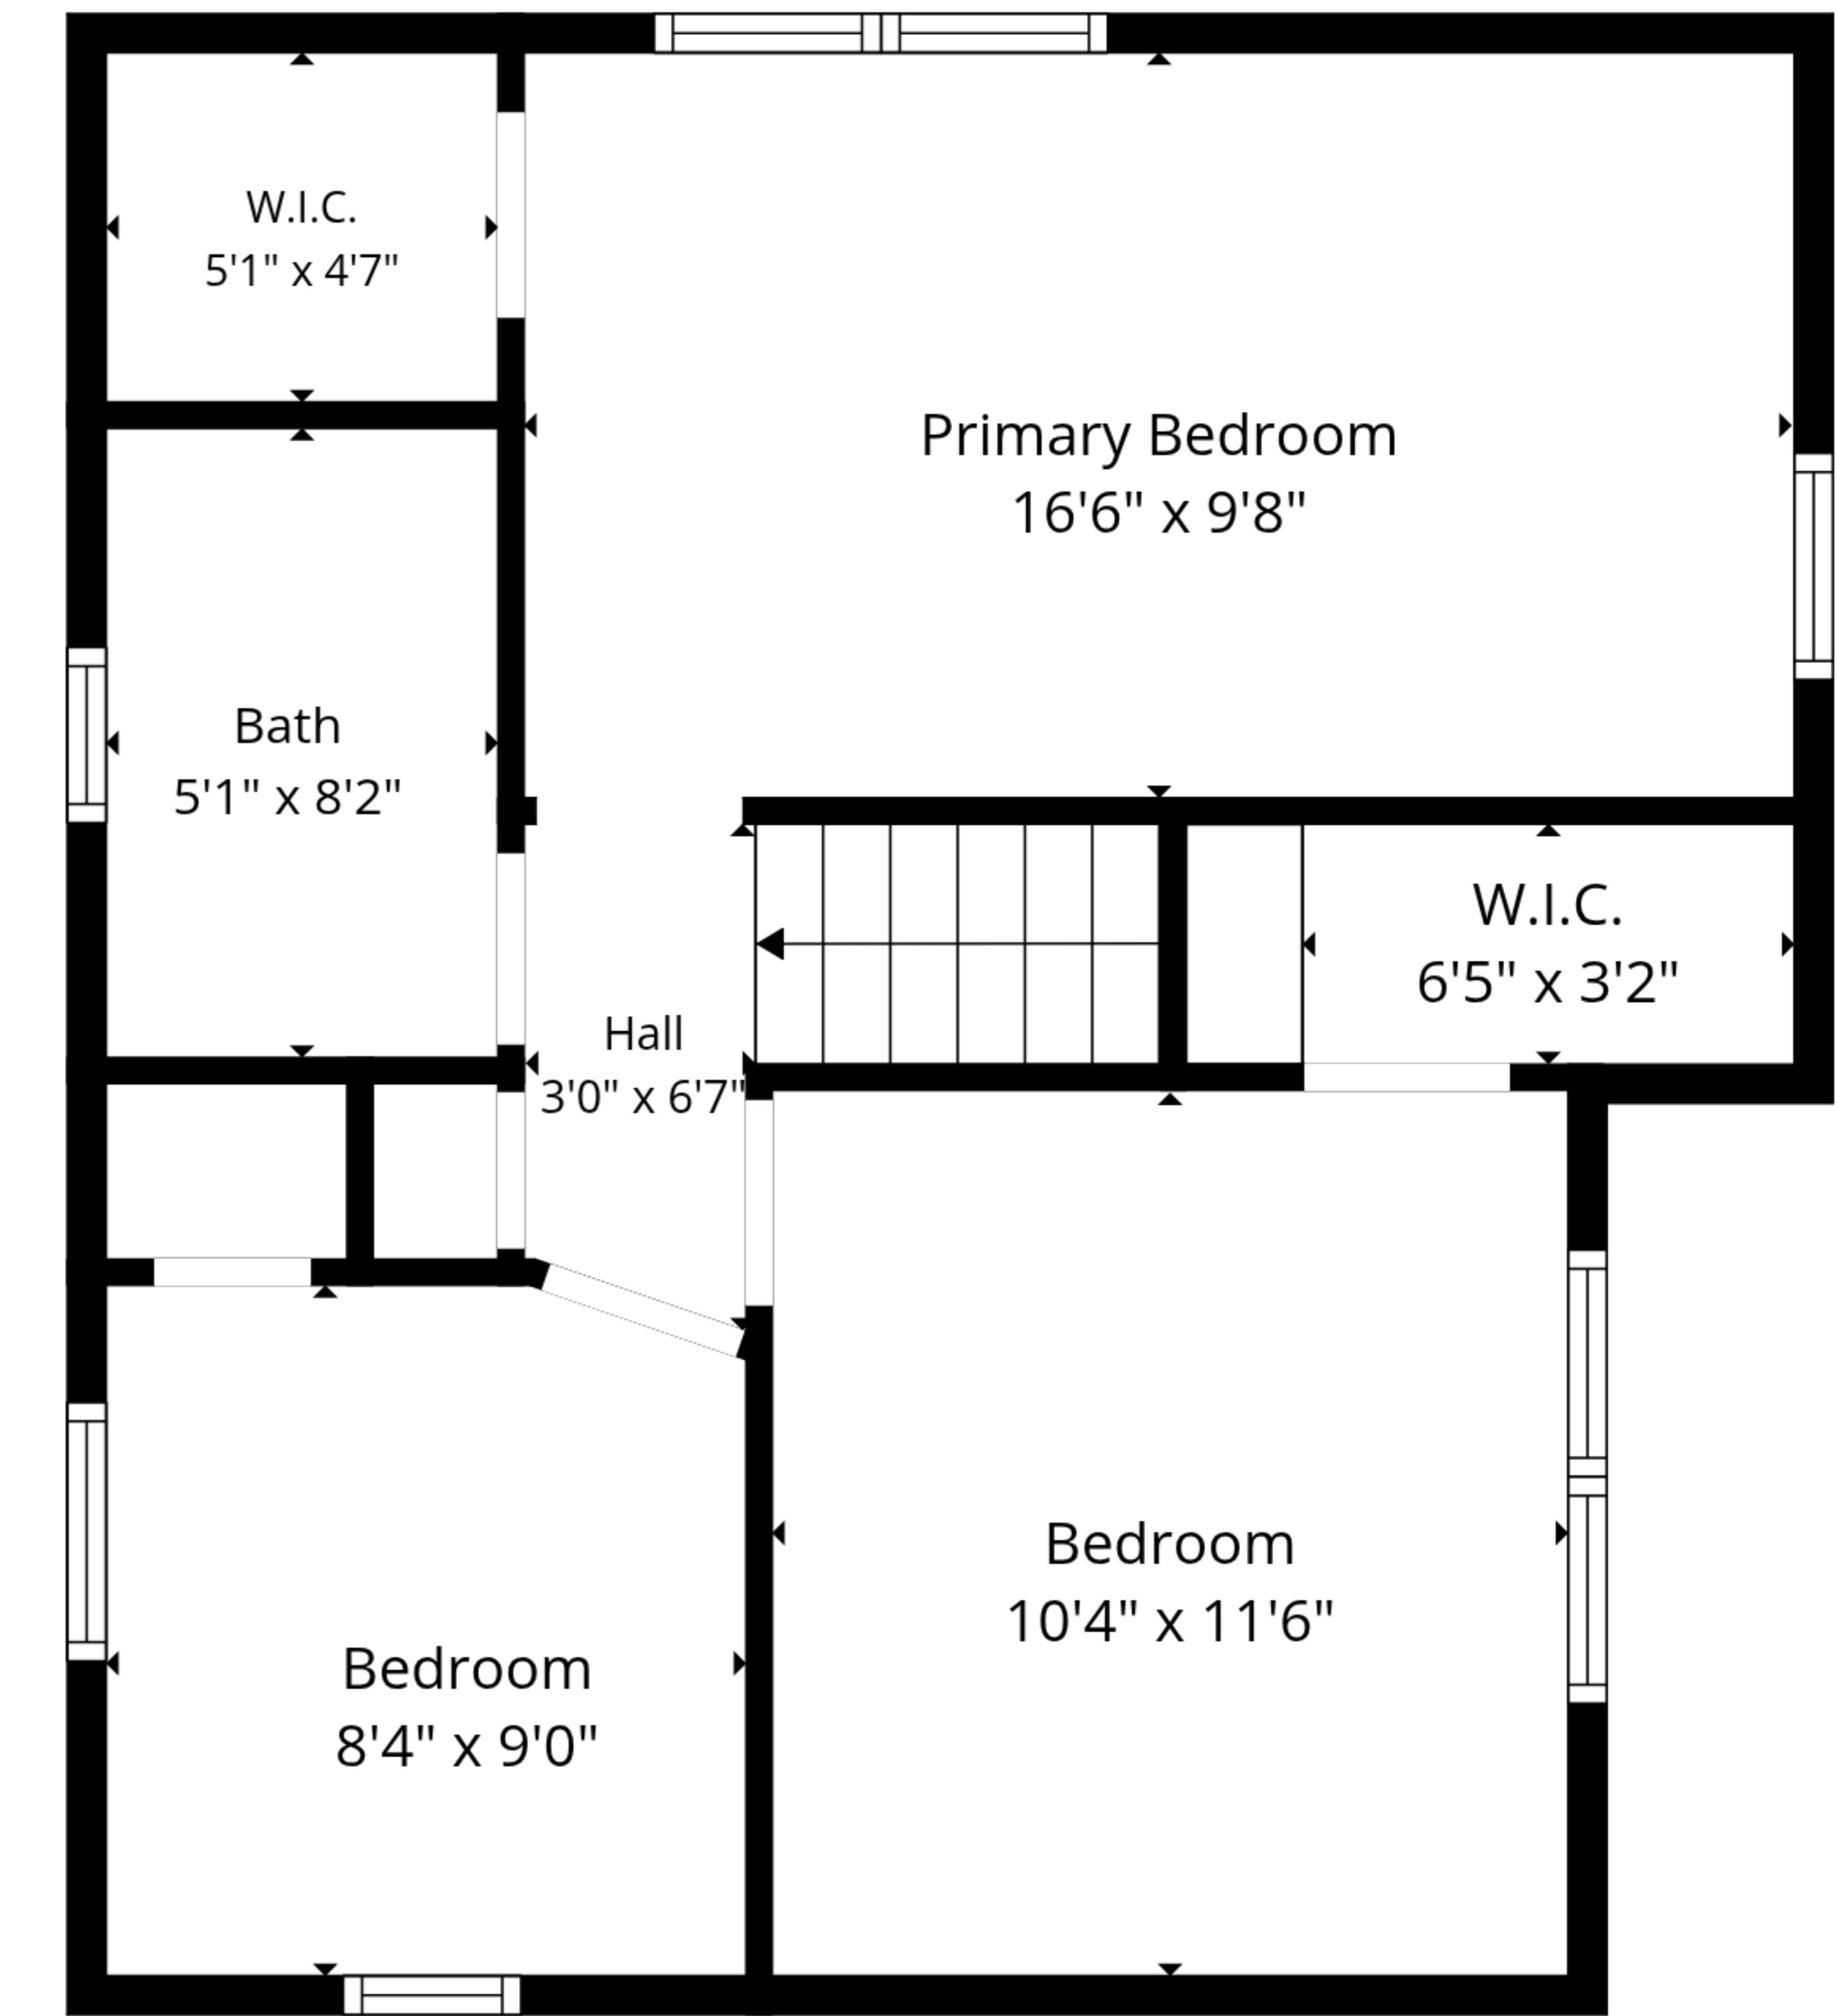 W.I.C.
5'1" x 4'7"
Primary Bedroom
16'6" x 9'8"
Bath
5'1" x 8'2"
W.I.C.
6'5" x 3'2"
Hall
3'0" x 6'7"
Bedroom
10'4" x 11'6"
Bedroom
8'4" x 9'0"